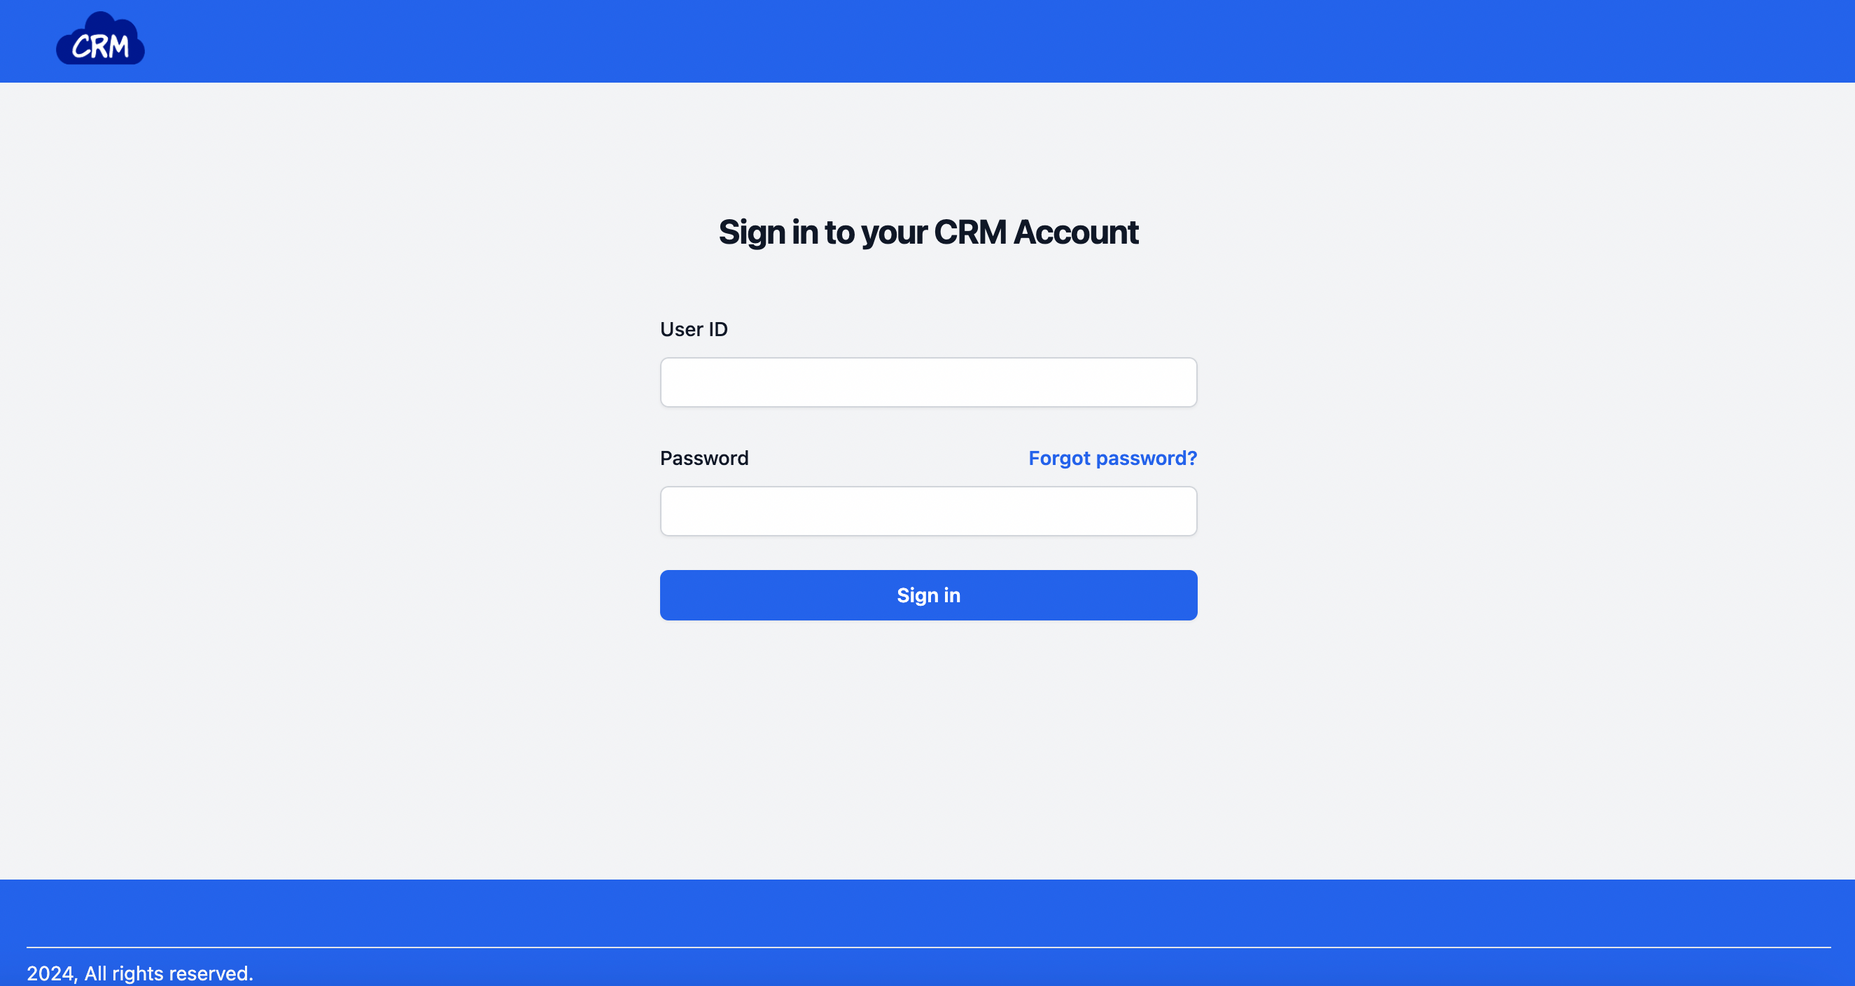 CRM
Sign in to your CRM Account
User ID
Password
Forgot password?
Sign in
2024, All rights reserved.